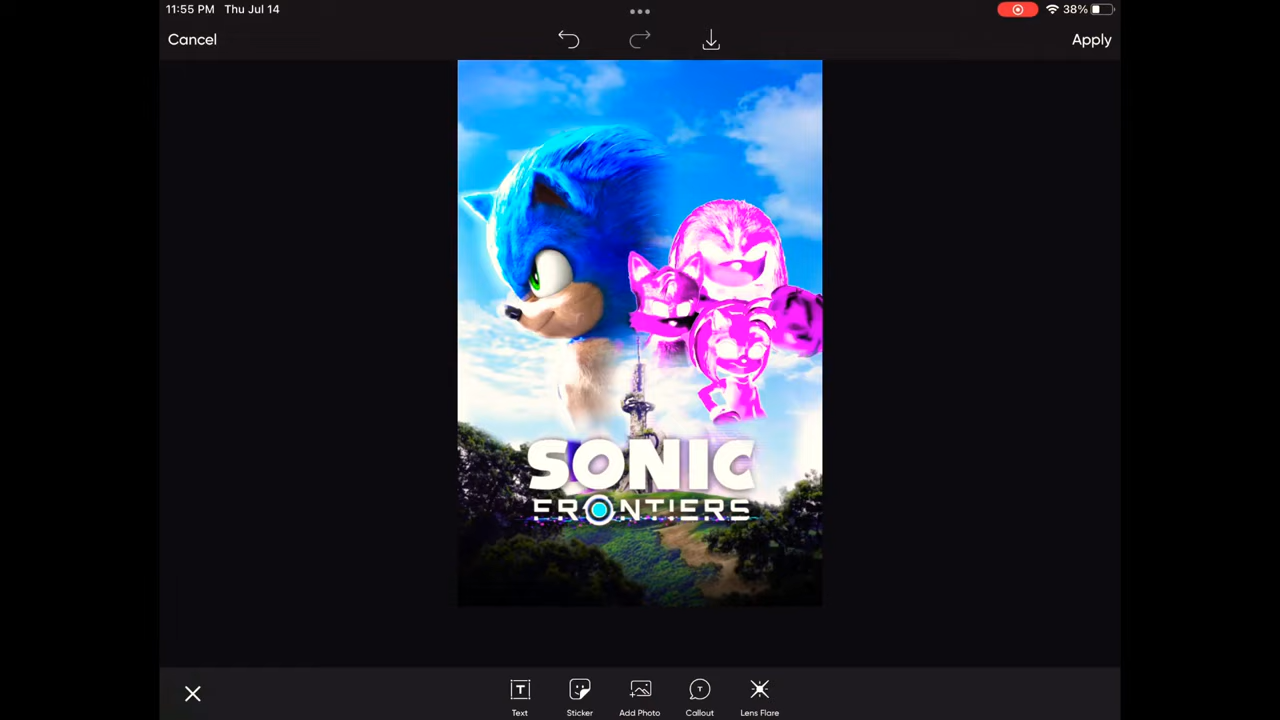 11:55 PM Thu Jul 14
38%
Cancel
Apply
SONIC
FRONTIERS
Text
Sticker
Add Photo
Callout
Lens Flare